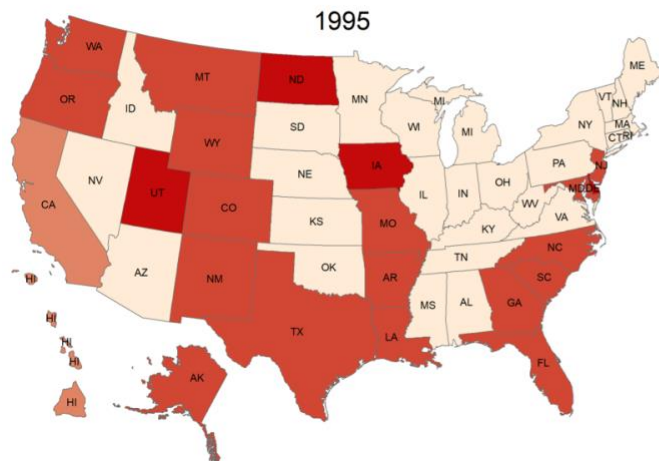 1995
WA
MT
ND
MN
MI
ME
VT
NH
OR
ID
SD
WI
MI
NY
MA
CT
RI
WY
NE
IA
PA
NJ
NV
UT
CO
IL
IN
OH
MD
DE
CA
KS
MO
WV
VA
KY
AZ
NM
OK
AR
TN
NC
SC
HI
TX
LA
MS
AL
GA
FL
HI
HI
HI
HI
AK